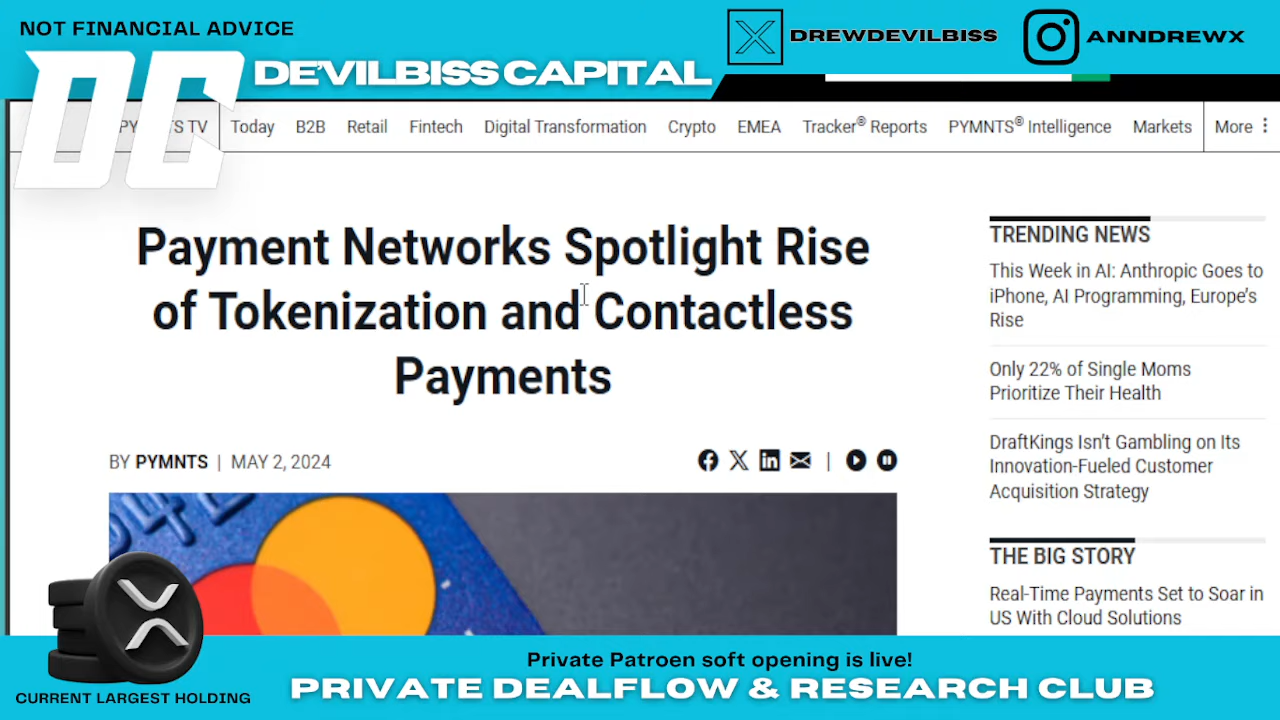 NOT FINANCIAL ADVICE
DC
DE'VILBISS CAPITAL
DREWDEVILBISS
ANNDREWX
TV
Today
B2B
Retail
Fintech
Digital Transformation
Crypto
EMEA
Tracker® Reports
PYMNTS® Intelligence
Markets
More
Payment Networks Spotlight Rise
of Tokenization and Contactless
Payments
BY PYMNTS | MAY 2, 2024
TRENDING NEWS
This Week in AI: Anthropic Goes to
iPhone, AI Programming, Europe's
Rise
Only 22% of Single Moms
Prioritize Their Health
DraftKings Isn't Gambling on Its
Innovation-Fueled Customer
Acquisition Strategy
THE BIG STORY
Real-Time Payments Set to Soar in
US With Cloud Solutions
CURRENT LARGEST HOLDING
Private Patroen soft opening is live!
PRIVATE DEALFLOW & RESEARCH CLUB